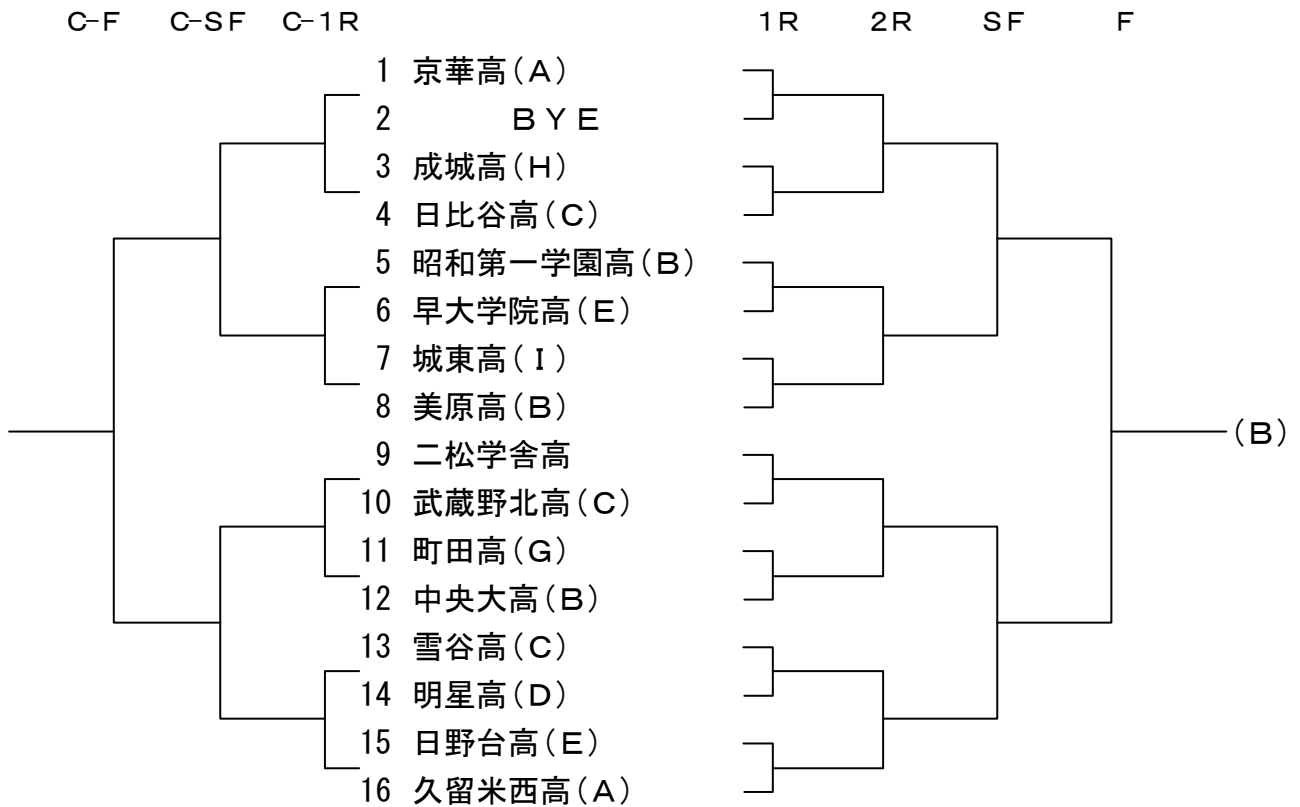 C-F C-SF C-1R 1R 2R SF F
1 京華高(A)
2 BYE
3 成城高(H)
4 日比谷高(C)
5 昭和第一学園高(B)
6 早大学院高(E)
7 城東高(I)
8 美原高(B)
(B)
9 二松学舎高
10 武蔵野北高(C)
11 町田高(G)
12 中央大高(B)
13 雪谷高(C)
14 明星高(D)
15 日野台高(E)
16 久留米西高(A)